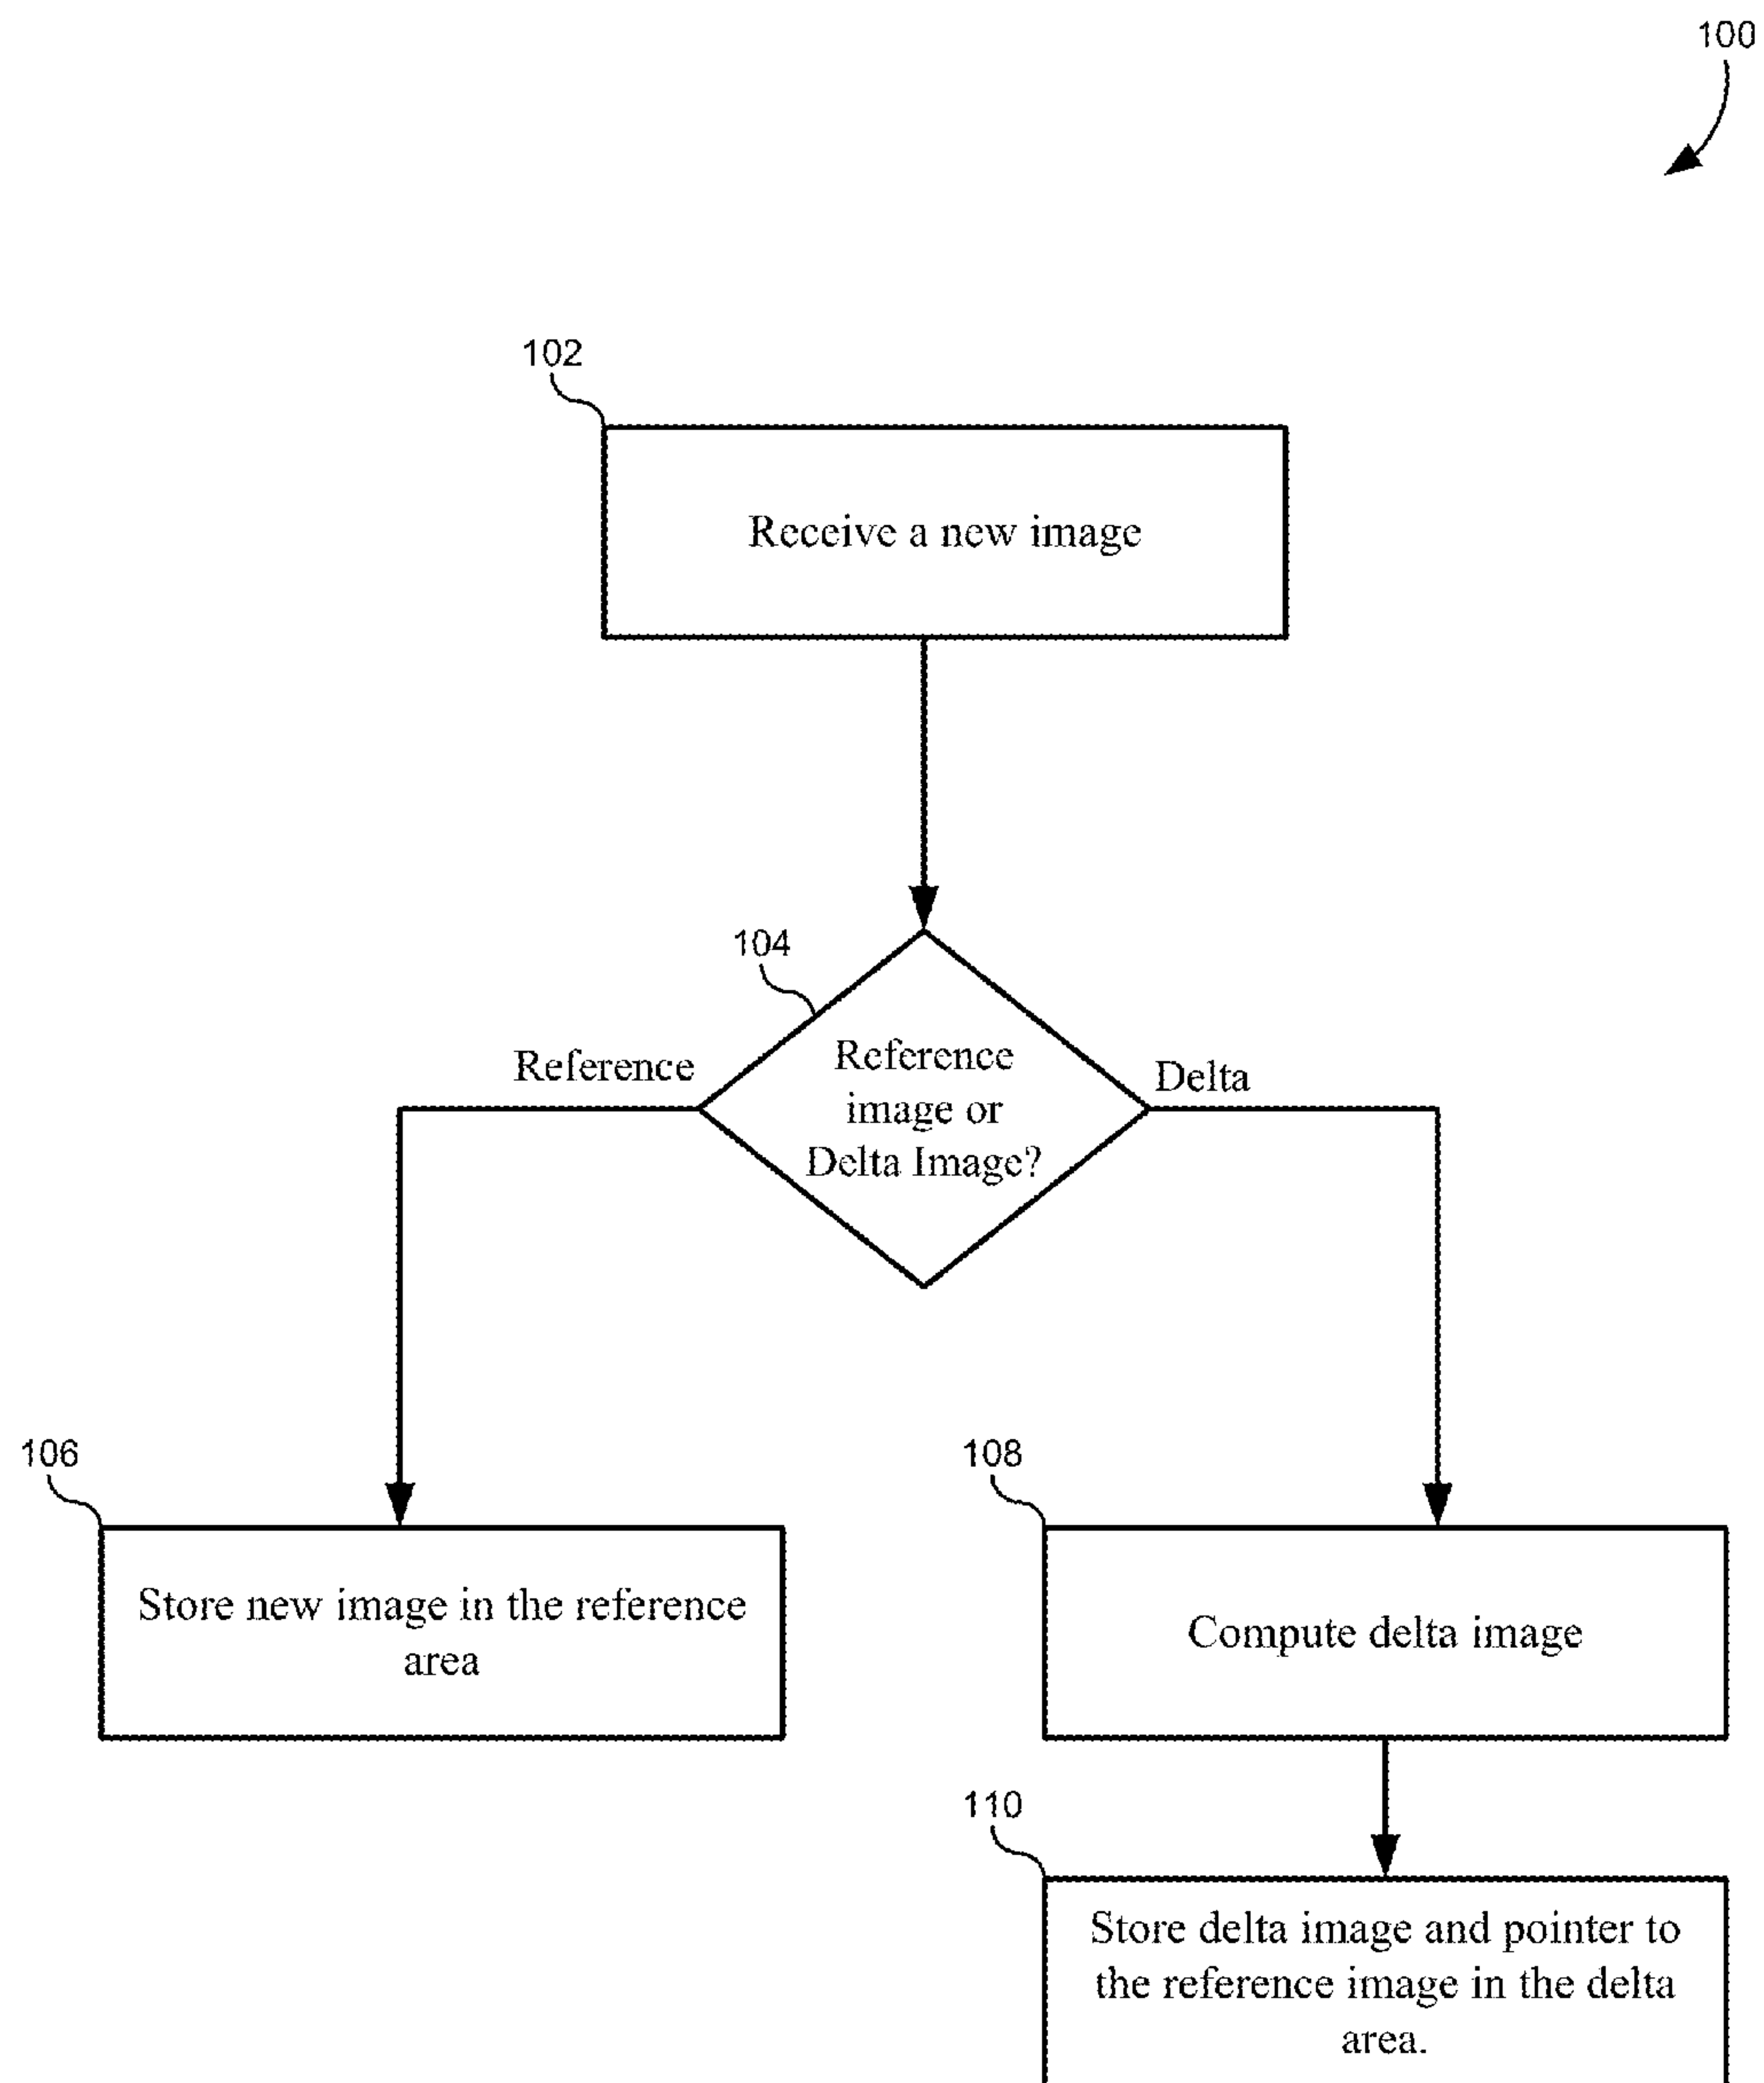 100
102
Receive a new image
104
Reference
Reference
image or
Delta Image?
Delta
106
108
Store new image in the reference
area
Compute delta image
110
Store delta image and pointer to
the reference image in the delta
area.